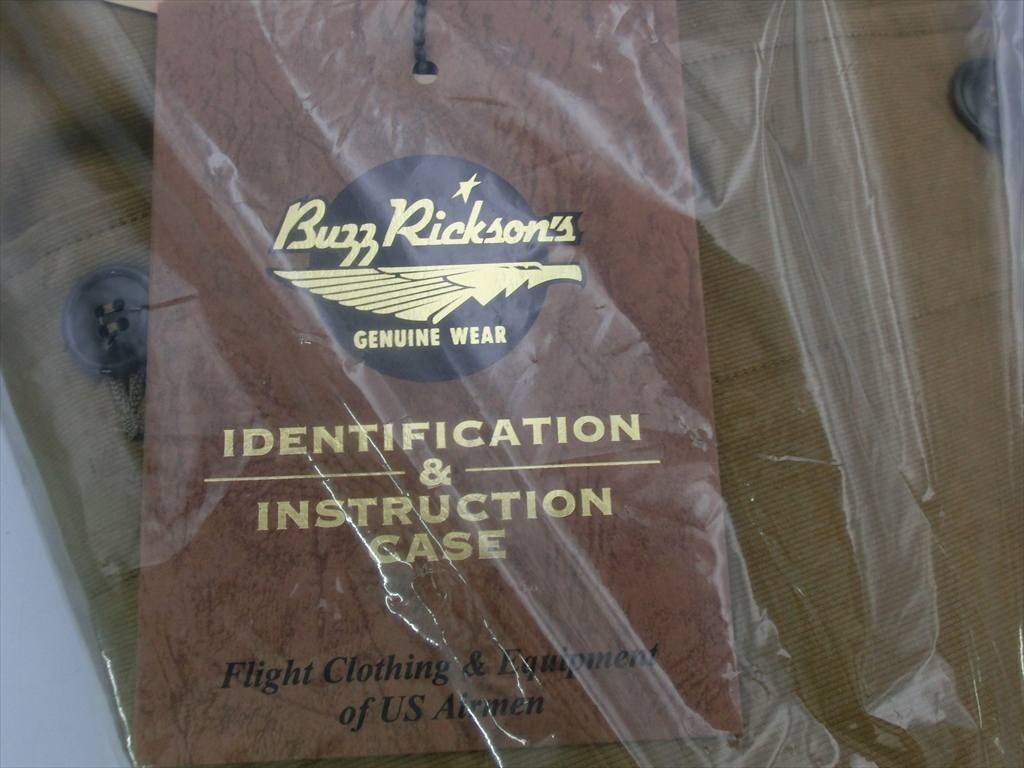 Buzz Rickson's
GENUINE WEAR
IDENTIFICATION
&
INSTRUCTION
CASE
Flight Clothing & Equipment
of US Airmen